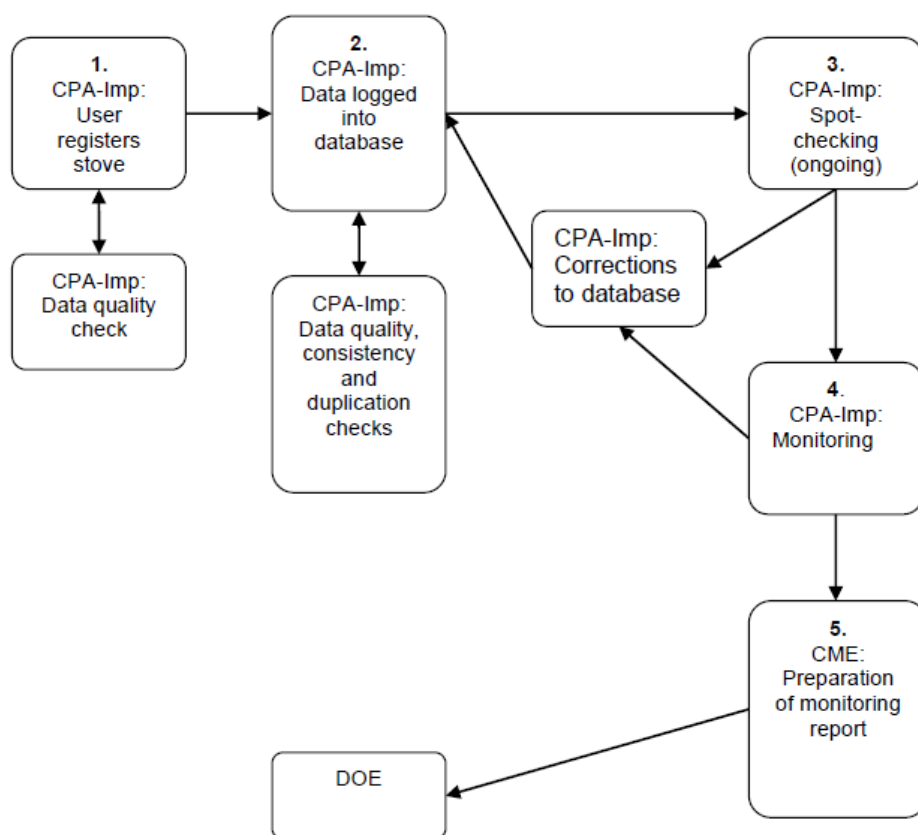 1.
CPA-Imp:
User
registers
stove
2.
CPA-Imp:
Data logged
into
database
3.
CPA-Imp:
Spot-
checking
(ongoing)
CPA-Imp:
Data quality
check
CPA-Imp:
Data quality,
consistency
and
duplication
checks
CPA-Imp:
Corrections
to database
4.
CPA-Imp:
Monitoring
5.
CME:
Preparation
of monitoring
report
DOE